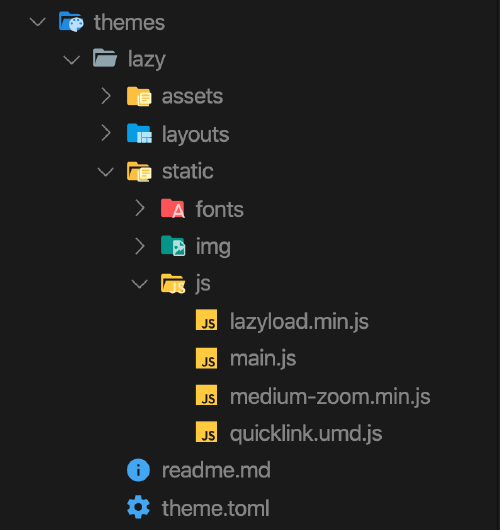 themes
lazy
assets
layouts
static
fonts
img
js
lazyload.min.js
main.js
medium-zoom.min.js
quicklink.umd.js
readme.md
theme.toml